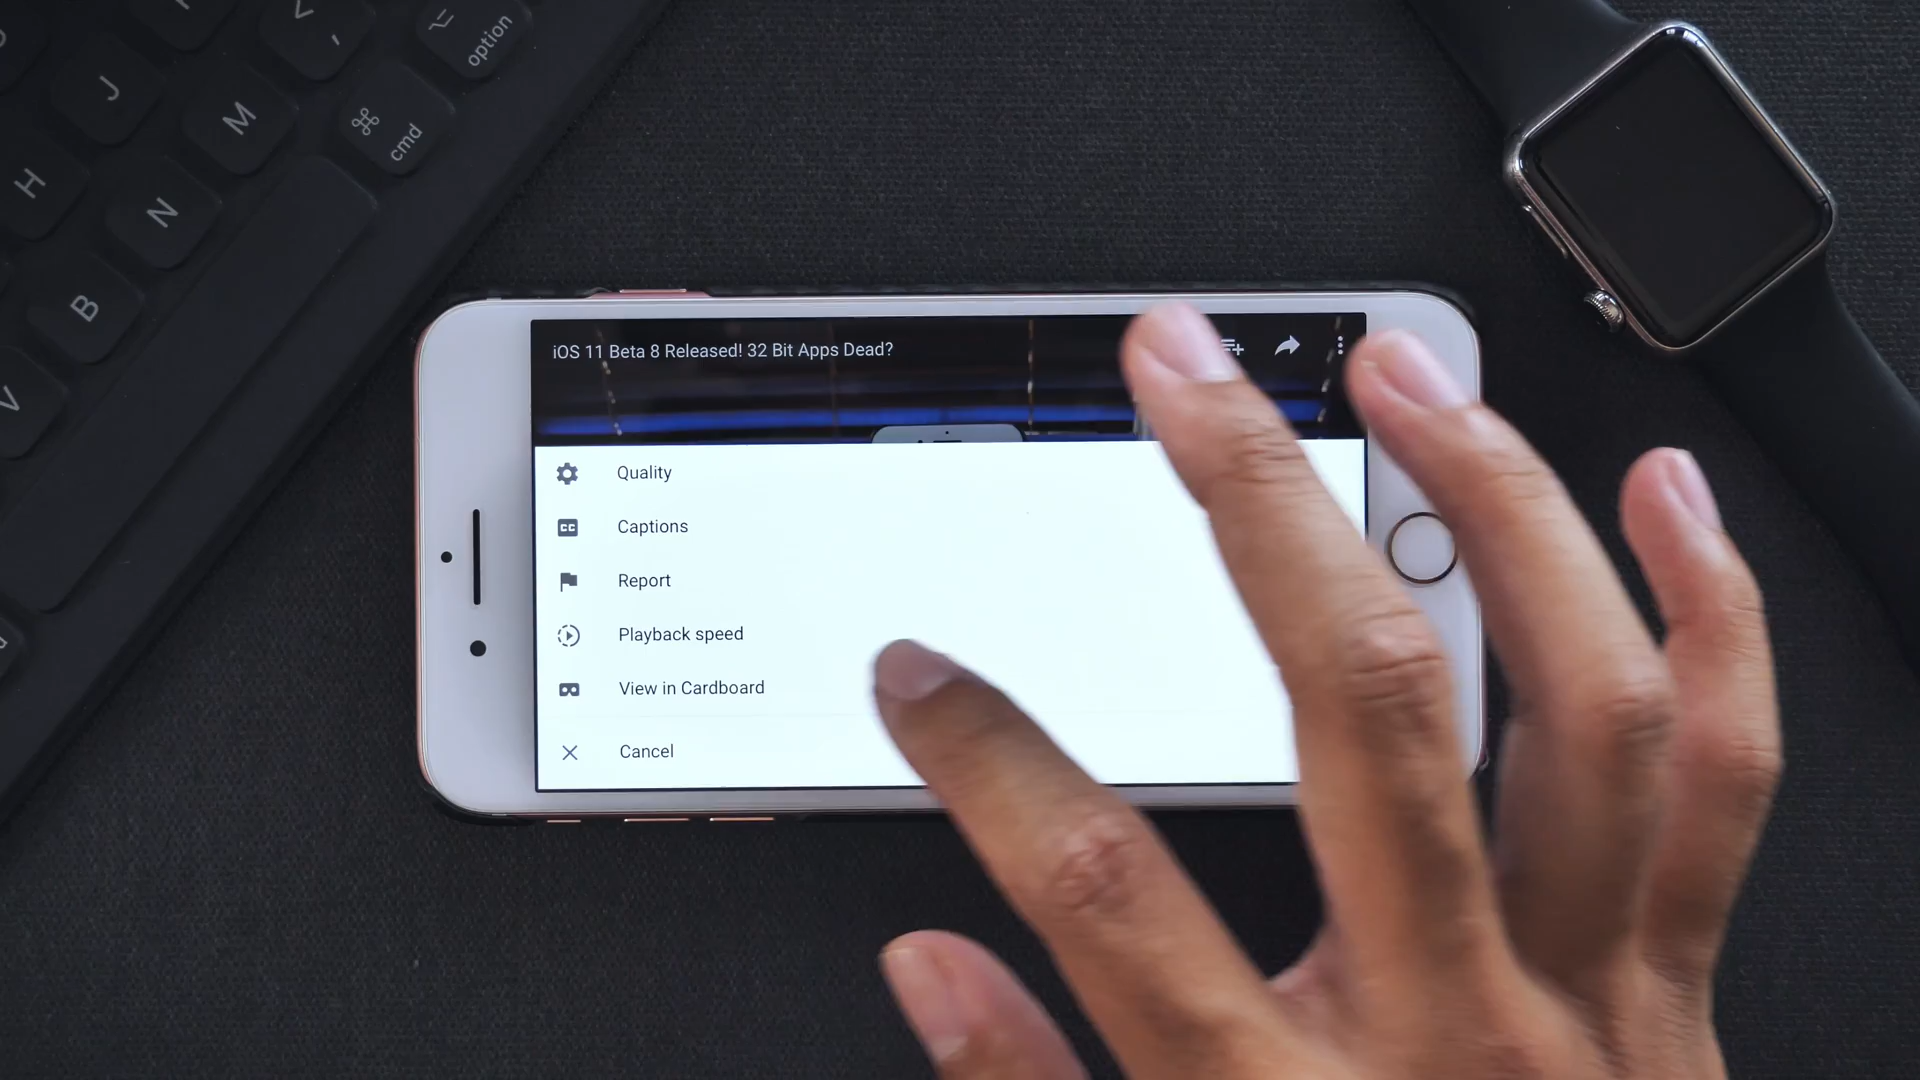 option
cmd
J
M
H
N
B
V
iOS 11 Beta 8 Released! 32 Bit Apps Dead?
Quality
CC
Captions
Report
Playback speed
View in Cardboard
Cancel